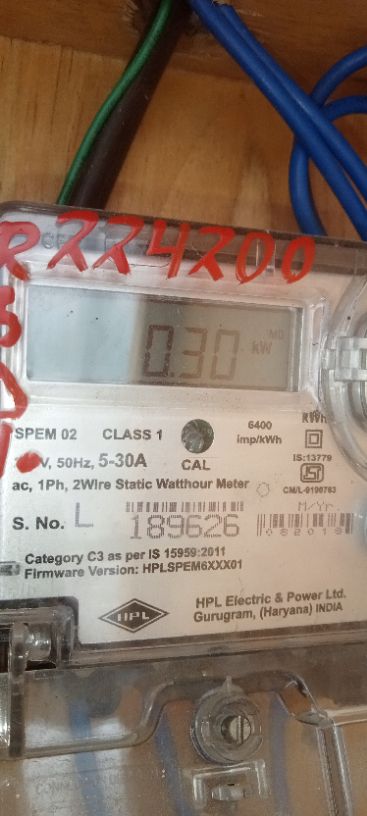 R224200
0.30 kW MD
SPEM 02 CLASS 1 6400 imp/kWh kWh
V, 50Hz, 5-30A CAL IS:13779
ac, 1Ph, 2Wire Static Watthour Meter
S. No. L 189626 M/Yr
082019
Category C3 as per IS 15959:2011
Firmware Version: HPLSPEM6XXX01
HPL
HPL Electric & Power Ltd.
Gurugram, (Haryana) INDIA